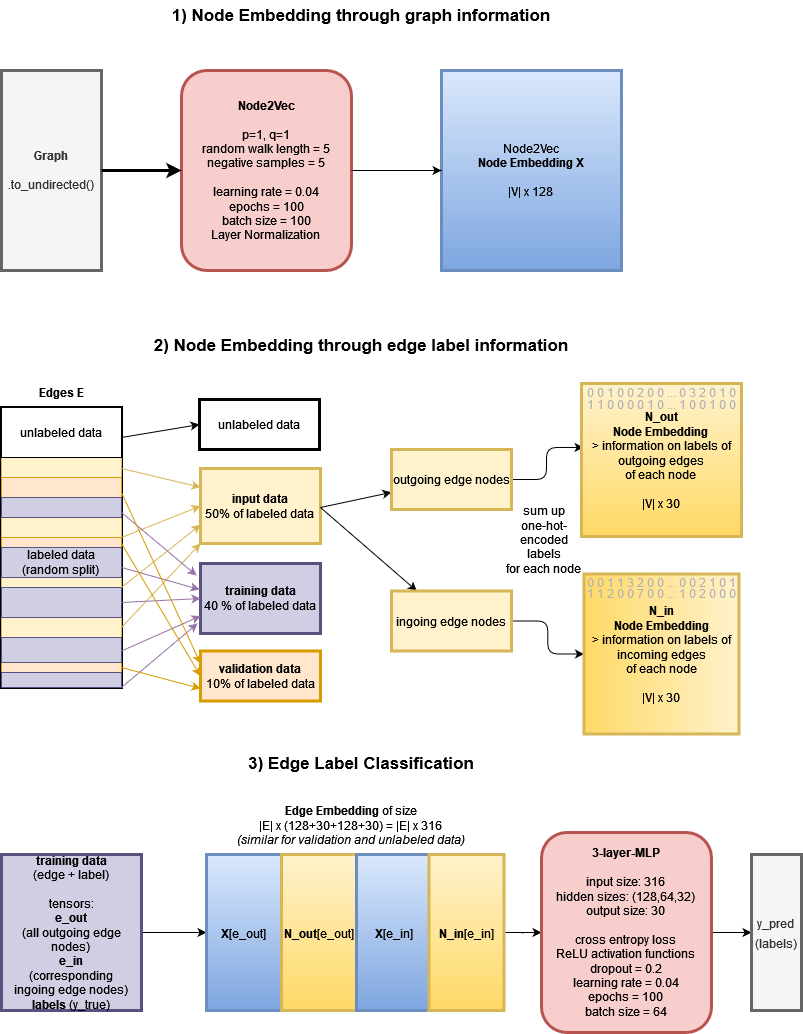 1) Node Embedding through graph information
Graph
.to_undirected()
Node2Vec
p=1, q=1
random walk length = 5
negative samples = 5
learning rate = 0.04
epochs = 100
batch size = 100
Layer Normalization
Node2Vec
Node Embedding X
|V| x 128
2) Node Embedding through edge label information
Edges E
unlabeled data
labeled data
(random split)
unlabeled data
input data
50% of labeled data
training data
40 % of labeled data
validation data
10% of labeled data
outgoing edge nodes
ingoing edge nodes
sum up
one-hot-
encoded
labels
for each node
0 0 1 0 0 2 0 0 ... 0 3 2 0 1 0
1 1 0 0 0 0 1 0 ... 1 0 0 1 0 0
N_out
Node Embedding
> information on labels of
outgoing edges
of each node
|V| x 30
0 0 1 1 3 2 0 0 ... 0 0 2 1 0 1
1 1 2 0 0 7 0 0 ... 1 0 2 0 0 0
N_in
Node Embedding
> information on labels of
incoming edges
of each node
|V| x 30
3) Edge Label Classification
training data
(edge + label)
tensors:
e_out
(all outgoing edge
nodes)
e_in
(corresponding
ingoing edge nodes)
labels (y_true)
Edge Embedding of size
|E| x (128+30+128+30) = |E| x 316
(similar for validation and unlabeled data)
X[e_out]
N_out[e_out]
X[e_in]
N_in[e_in]
3-layer-MLP
input size: 316
hidden sizes: (128,64,32)
output size: 30
cross entropy loss
ReLU activation functions
dropout = 0.2
learning rate = 0.04
epochs = 100
batch size = 64
y_pred
(labels)